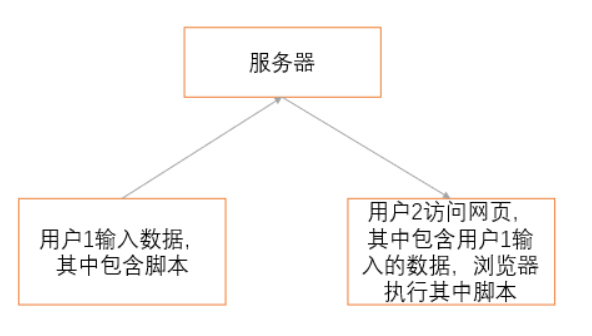 服务器
用户1输入数据，
其中包含脚本
用户2访问网页，
其中包含用户1输
入的数据，浏览器
执行其中脚本